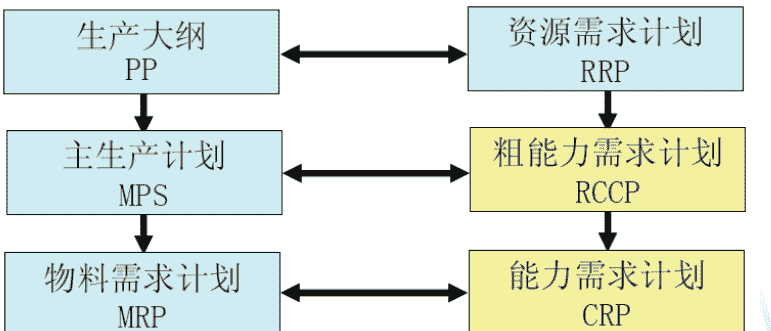 生产大纲
PP
资源需求计划
RRP
主生产计划
MPS
粗能力需求计划
RCCP
物料需求计划
MRP
能力需求计划
CRP